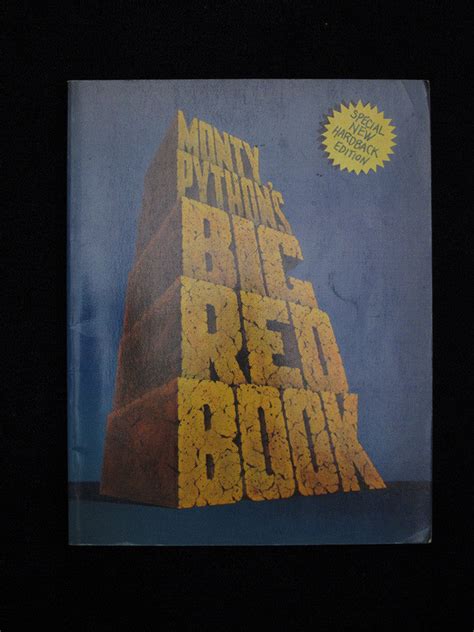 MONTY
PYTHON'S
BIG
RED
BOOK
SPECIAL
NEW
HARDBACK
EDITION